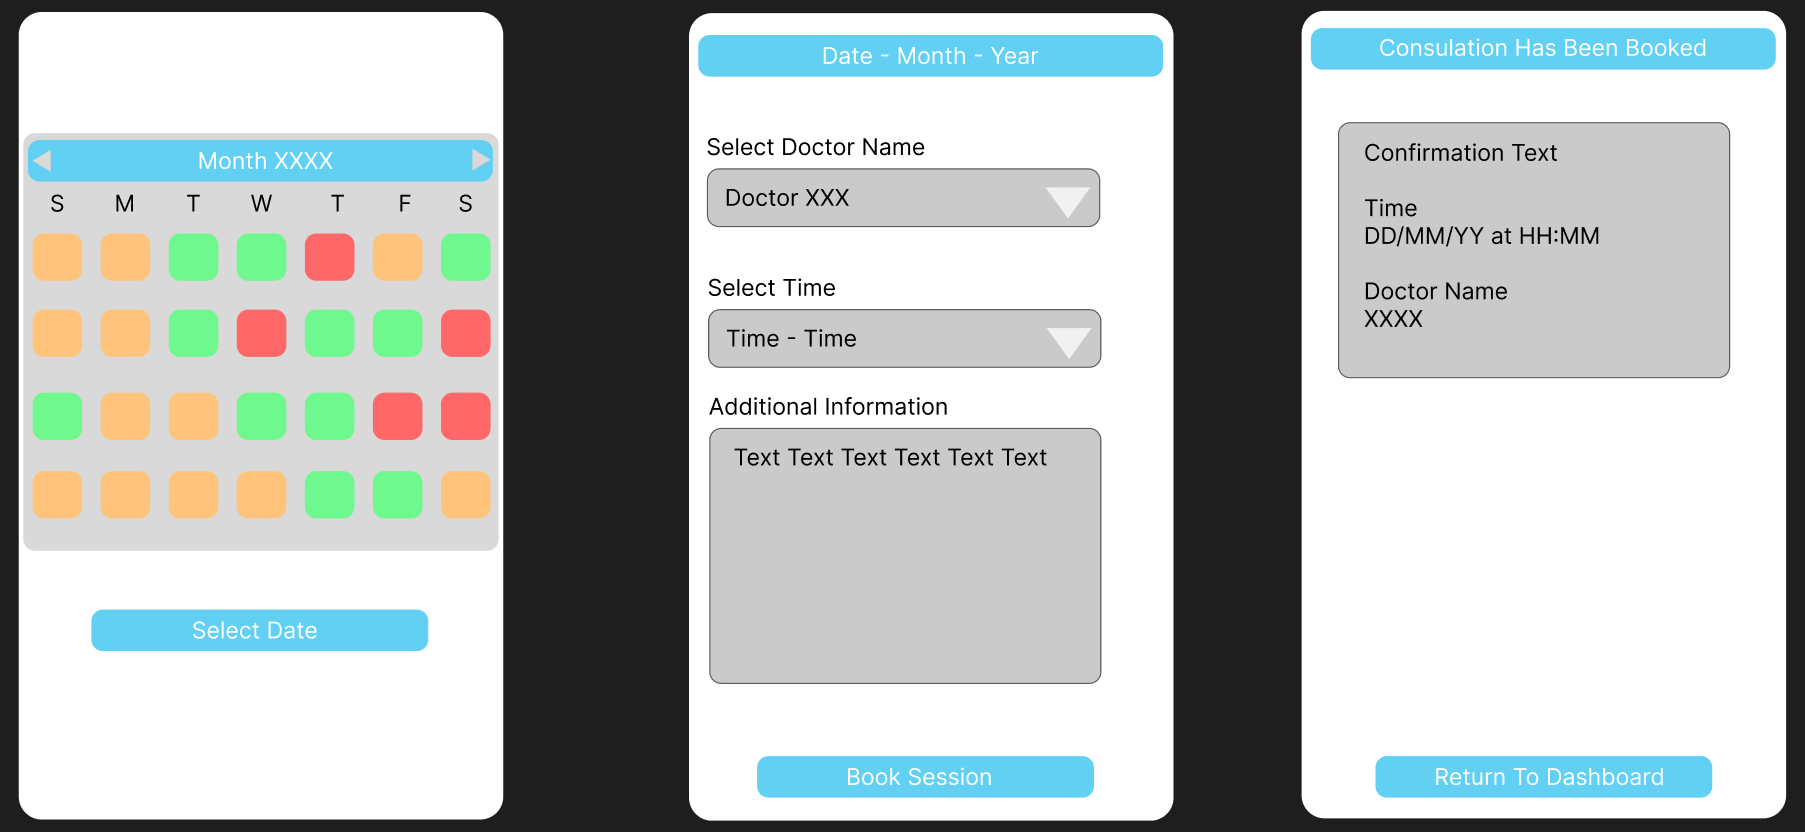 Month XXXX
S M T W T F S
Select Date
Date - Month - Year
Select Doctor Name
Doctor XXX
Select Time
Time - Time
Additional Information
Text Text Text Text Text Text
Book Session
Consulation Has Been Booked
Confirmation Text
Time
DD/MM/YY at HH:MM
Doctor Name
XXXX
Return To Dashboard